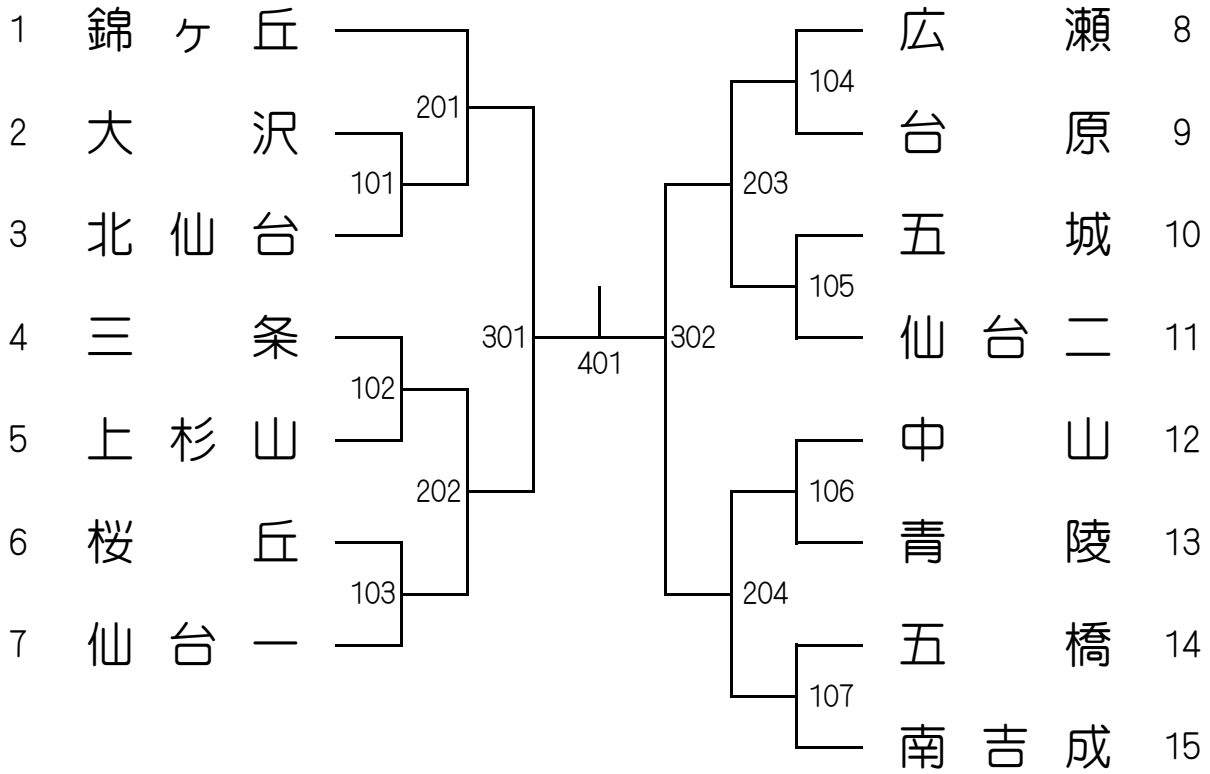 1 錦ヶ丘
2 大沢
3 北仙台
4 三条
5 上杉山
6 桜丘
7 仙台一
201
101
102
202
103
301
401
302
104
203
105
106
204
107
広瀬 8
台原 9
五城 10
仙台二 11
中山 12
青陵 13
五橋 14
南吉成 15